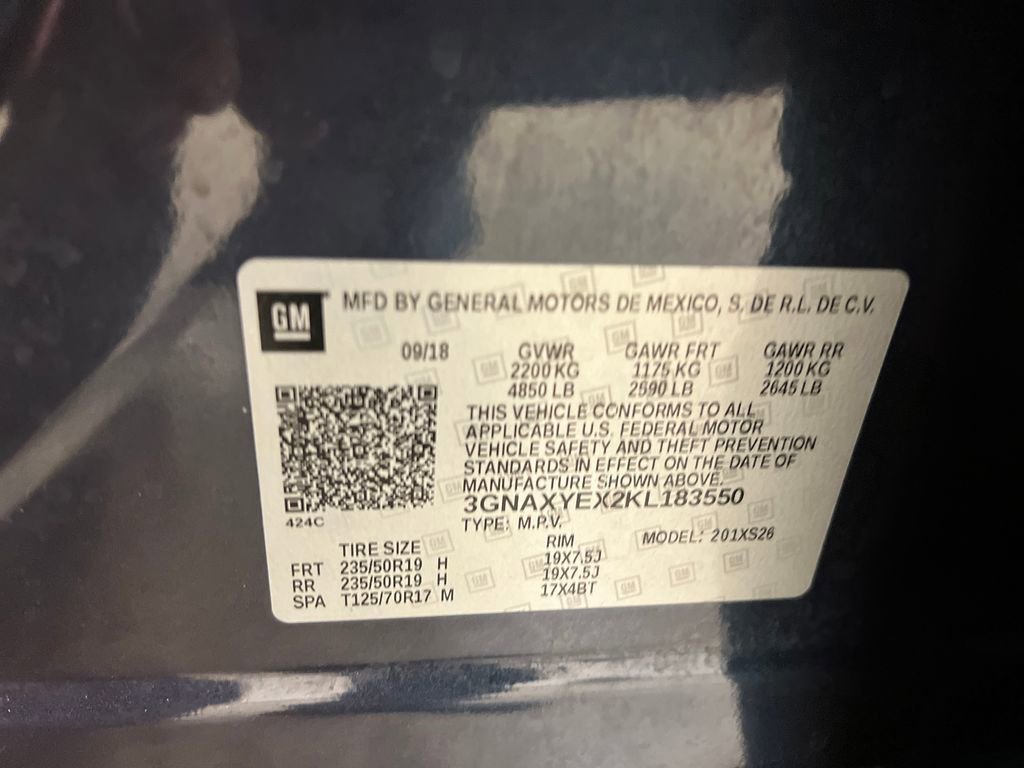 GM MFD BY GENERAL MOTORS DE MEXICO, S. DE R.L. DE C.V.
09/18 GVWR GAWR FRT GAWR RR
2200 KG 1175 KG 1200 KG
4850 LB 2590 LB 2645 LB
THIS VEHICLE CONFORMS TO ALL
APPLICABLE U.S. FEDERAL MOTOR
VEHICLE SAFETY AND THEFT PREVENTION
STANDARDS IN EFFECT ON THE DATE OF
MANUFACTURE SHOWN ABOVE.
3GNAXYEX2KL183550
424C
TYPE: M.P.V. MODEL: 201XS26
TIRE SIZE RIM
FRT 235/50R19 H 19X7.5J
RR 235/50R19 H 19X7.5J
SPA T125/70R17 M 17X4BT